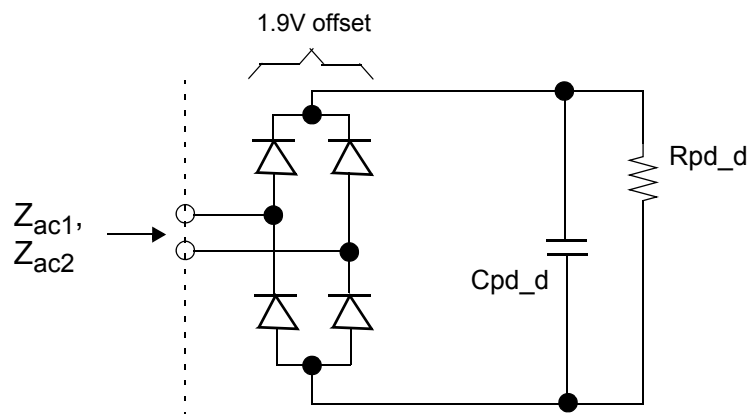 1.9V offset
Rpd_d
Zac1,
Zac2
Cpd_d